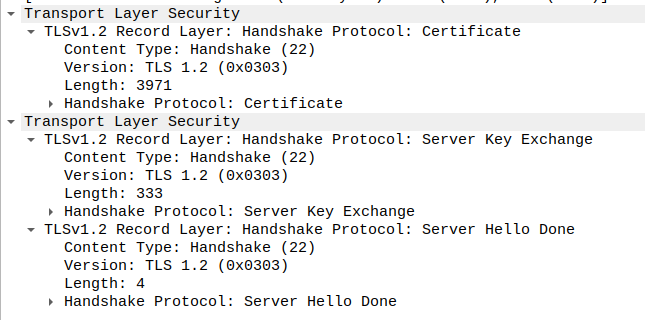 Transport Layer Security
TLSv1.2 Record Layer: Handshake Protocol: Certificate
Content Type: Handshake (22)
Version: TLS 1.2 (0x0303)
Length: 3971
Handshake Protocol: Certificate
Transport Layer Security
TLSv1.2 Record Layer: Handshake Protocol: Server Key Exchange
Content Type: Handshake (22)
Version: TLS 1.2 (0x0303)
Length: 333
Handshake Protocol: Server Key Exchange
TLSv1.2 Record Layer: Handshake Protocol: Server Hello Done
Content Type: Handshake (22)
Version: TLS 1.2 (0x0303)
Length: 4
Handshake Protocol: Server Hello Done